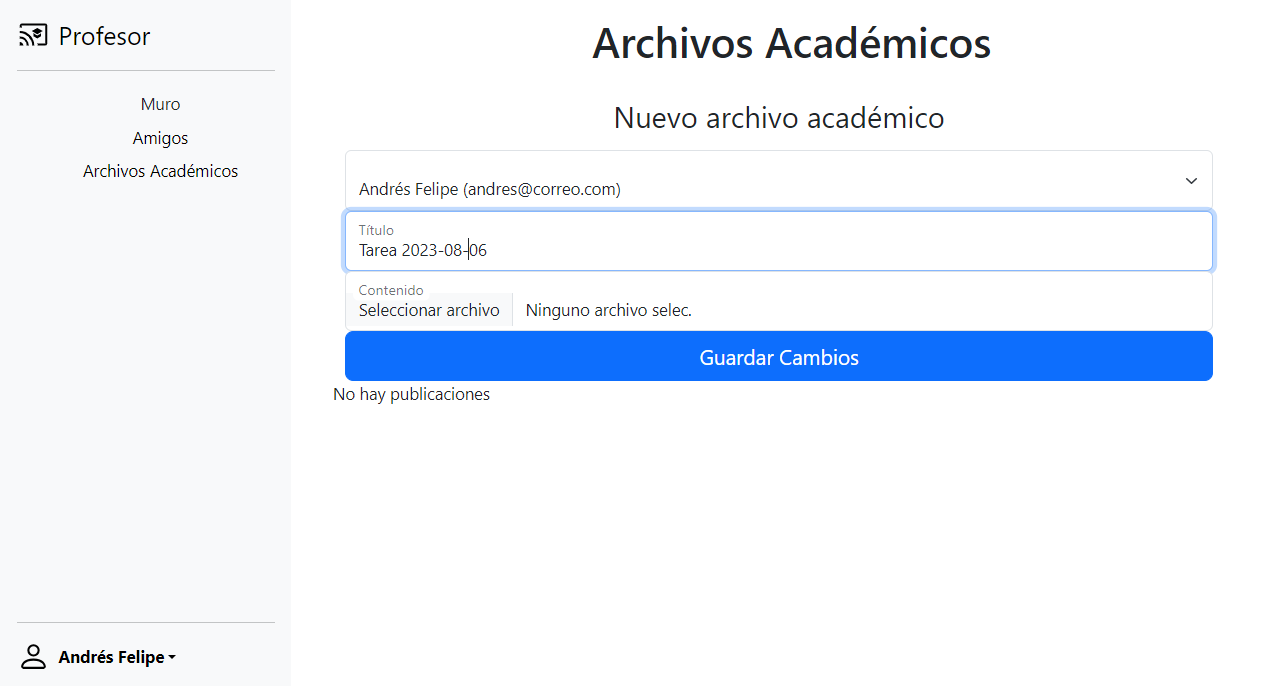 Profesor
Muro
Amigos
Archivos Académicos
Andrés Felipe
Archivos Académicos
Nuevo archivo académico
Andrés Felipe (andres@correo.com)
Título
Tarea 2023-08-06
Contenido
Seleccionar archivo Ninguno archivo selec.
Guardar Cambios
No hay publicaciones